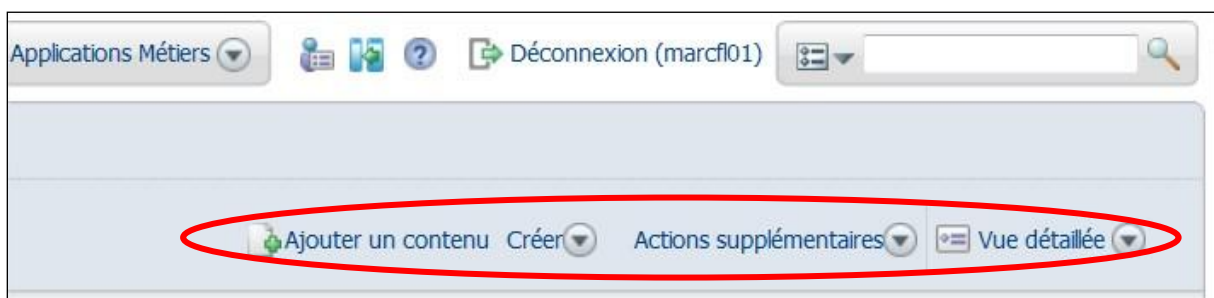 Applications Métiers Déconnexion (marcfl01)
Ajouter un contenu Créer Actions supplémentaires Vue détaillée